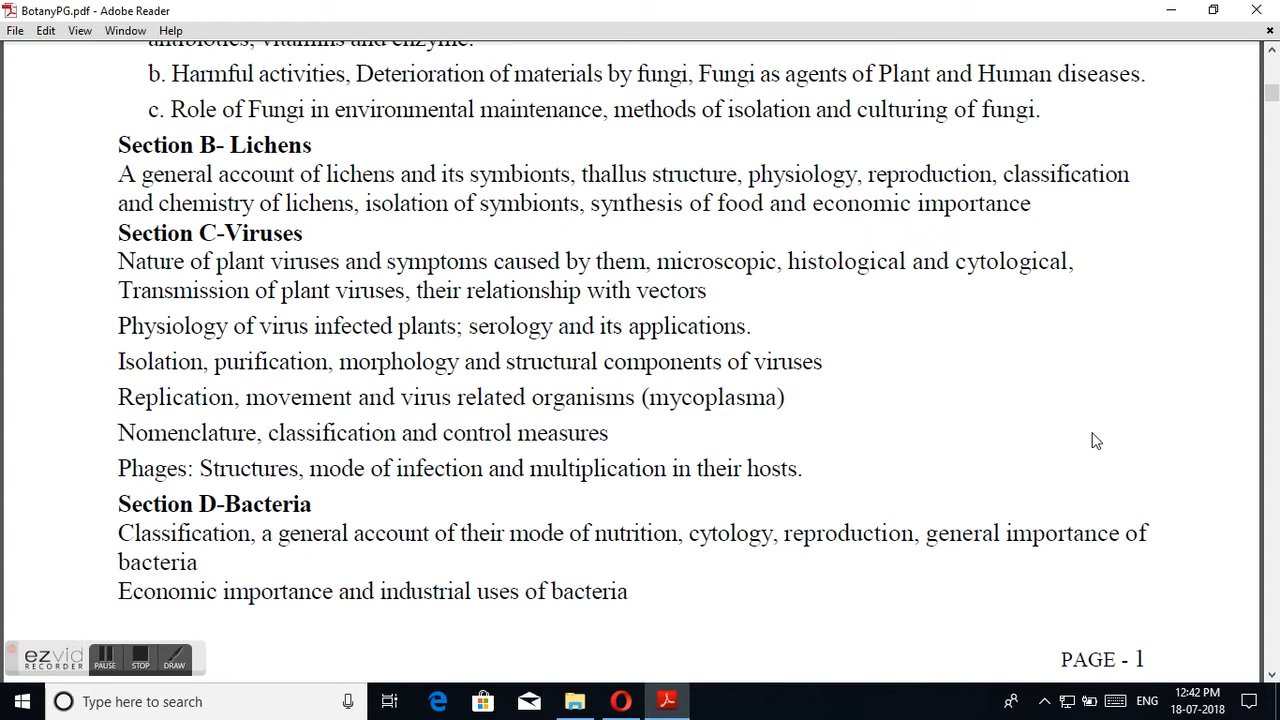 BotanyPG.pdf - Adobe Reader
File Edit View Window Help
antibiotics, vitamins and enzyme.
b. Harmful activities, Deterioration of materials by fungi, Fungi as agents of Plant and Human diseases.
c. Role of Fungi in environmental maintenance, methods of isolation and culturing of fungi.
Section B- Lichens
A general account of lichens and its symbionts, thallus structure, physiology, reproduction, classification
and chemistry of lichens, isolation of symbionts, synthesis of food and economic importance
Section C-Viruses
Nature of plant viruses and symptoms caused by them, microscopic, histological and cytological,
Transmission of plant viruses, their relationship with vectors
Physiology of virus infected plants; serology and its applications.
Isolation, purification, morphology and structural components of viruses
Replication, movement and virus related organisms (mycoplasma)
Nomenclature, classification and control measures
Phages: Structures, mode of infection and multiplication in their hosts.
Section D-Bacteria
Classification, a general account of their mode of nutrition, cytology, reproduction, general importance of
bacteria
Economic importance and industrial uses of bacteria
ezvid
RECORDER
PAUSE STOP DRAW
PAGE - 1
Type here to search
ENG
12:42 PM
18-07-2018